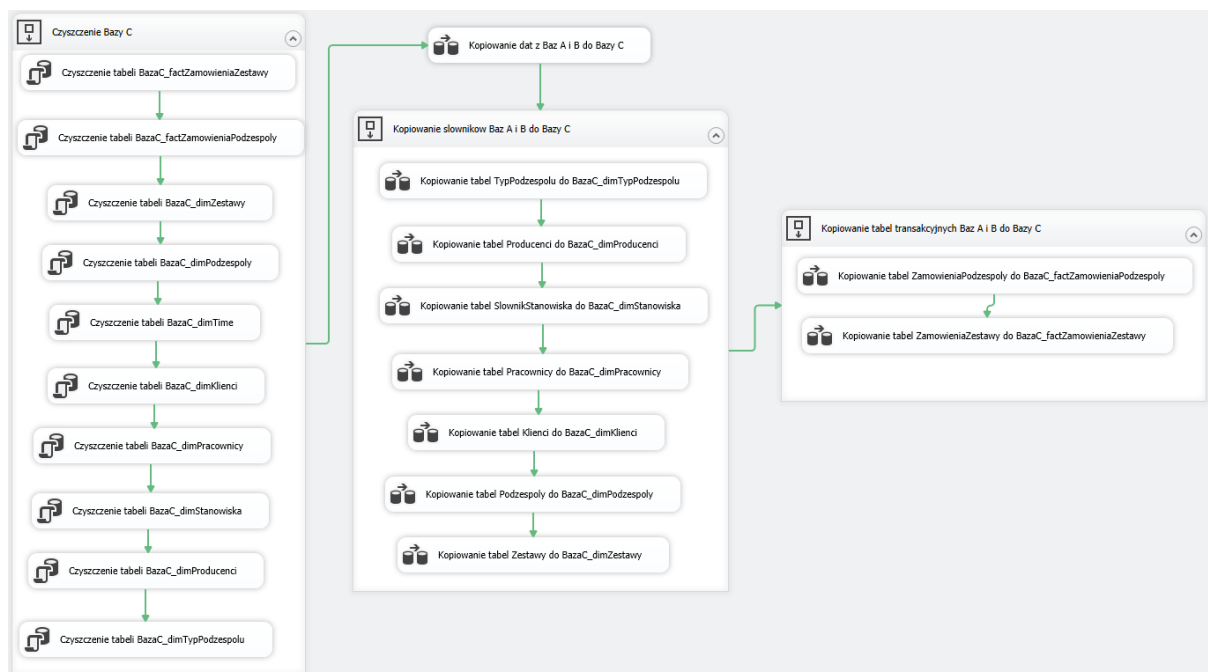 Czyszczenie Bazy C
Czyszczenie tabeli BazaC_factZamowieniaZestawy
Czyszczenie tabeli BazaC_factZamowieniaPodzespoly
Czyszczenie tabeli BazaC_dimZestawy
Czyszczenie tabeli BazaC_dimPodzespoly
Czyszczenie tabeli BazaC_dimTime
Czyszczenie tabeli BazaC_dimKlienci
Czyszczenie tabeli BazaC_dimPracownicy
Czyszczenie tabeli BazaC_dimStanowiska
Czyszczenie tabeli BazaC_dimProducenci
Czyszczenie tabeli BazaC_dimTypPodzespolu
Kopiowanie dat z Baz A i B do Bazy C
Kopiowanie slownikow Baz A i B do Bazy C
Kopiowanie tabel TypPodzespolu do BazaC_dimTypPodzespolu
Kopiowanie tabel Producenci do BazaC_dimProducenci
Kopiowanie tabel SlownikStanowiska do BazaC_dimStanowiska
Kopiowanie tabel Pracownicy do BazaC_dimPracownicy
Kopiowanie tabel Klienci do BazaC_dimKlienci
Kopiowanie tabel Podzespoly do BazaC_dimPodzespoly
Kopiowanie tabel Zestawy do BazaC_dimZestawy
Kopiowanie tabel transakcyjnych Baz A i B do Bazy C
Kopiowanie tabel ZamowieniaPodzespoly do BazaC_factZamowieniaPodzespoly
Kopiowanie tabel ZamowieniaZestawy do BazaC_factZamowieniaZestawy